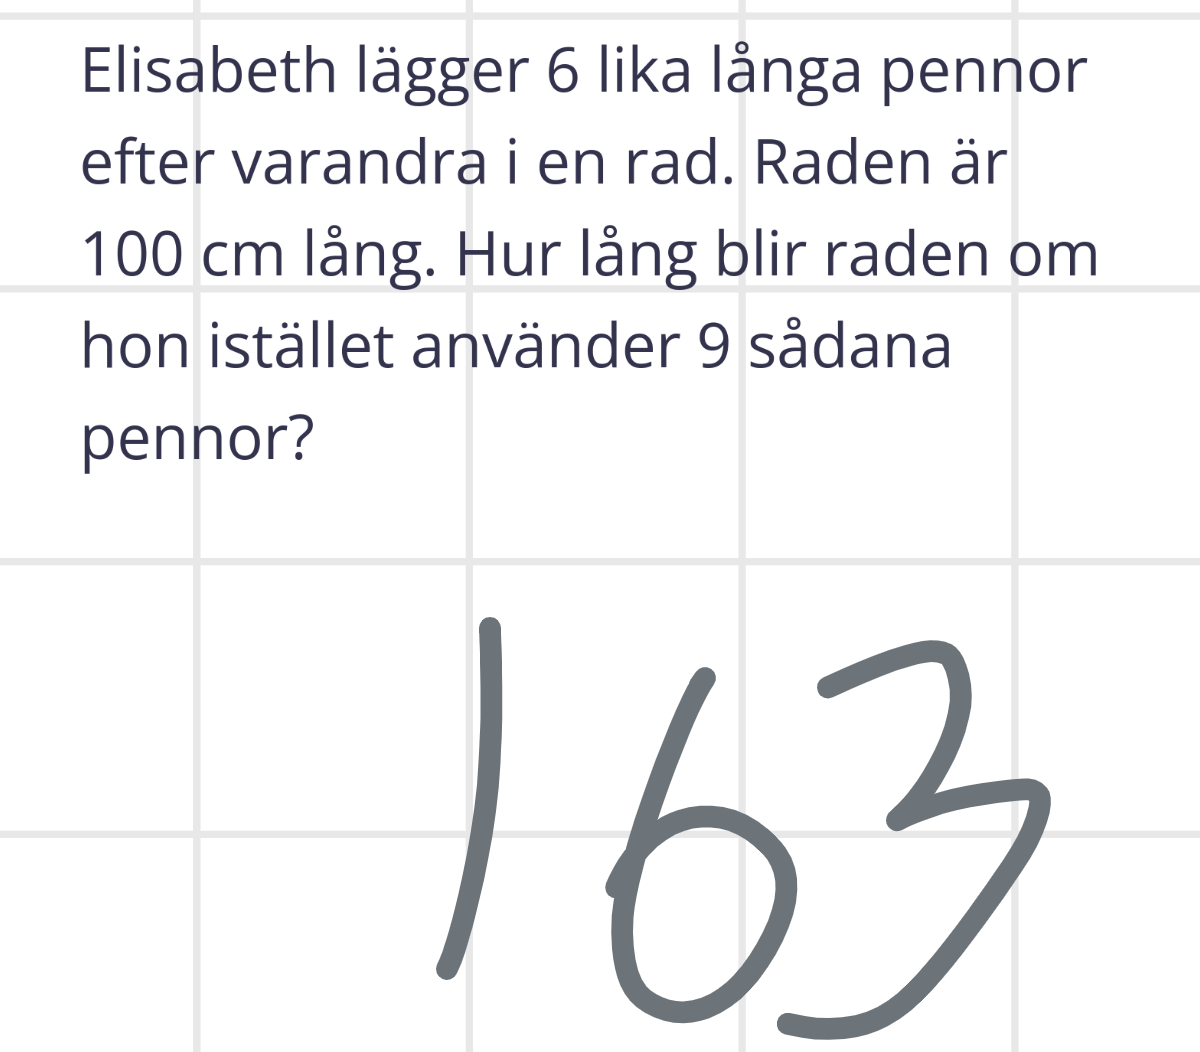 Elisabeth lägger 6 lika långa pennor
efter varandra i en rad. Raden är
100 cm lång. Hur lång blir raden om
hon istället använder 9 sådana
pennor?
163